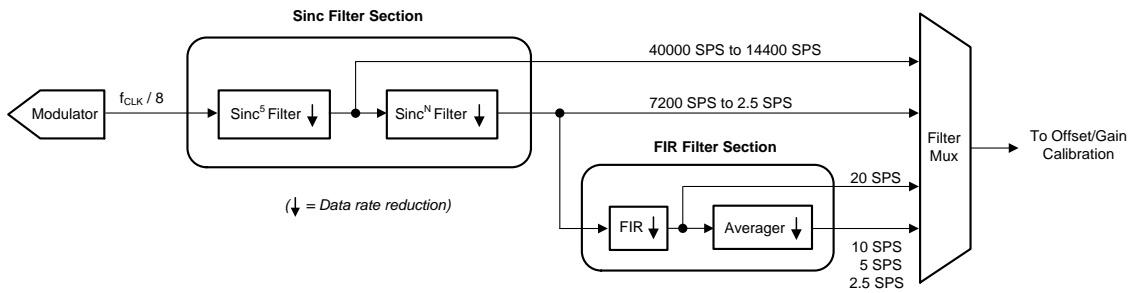 Sinc Filter Section
40000 SPS to 14400 SPS
Modulator
fCLK / 8
Sinc5 Filter
SincN Filter
7200 SPS to 2.5 SPS
FIR Filter Section
Filter
Mux
To Offset/Gain
Calibration
20 SPS
(↓ = Data rate reduction)
FIR
Averager
10 SPS
5 SPS
2.5 SPS